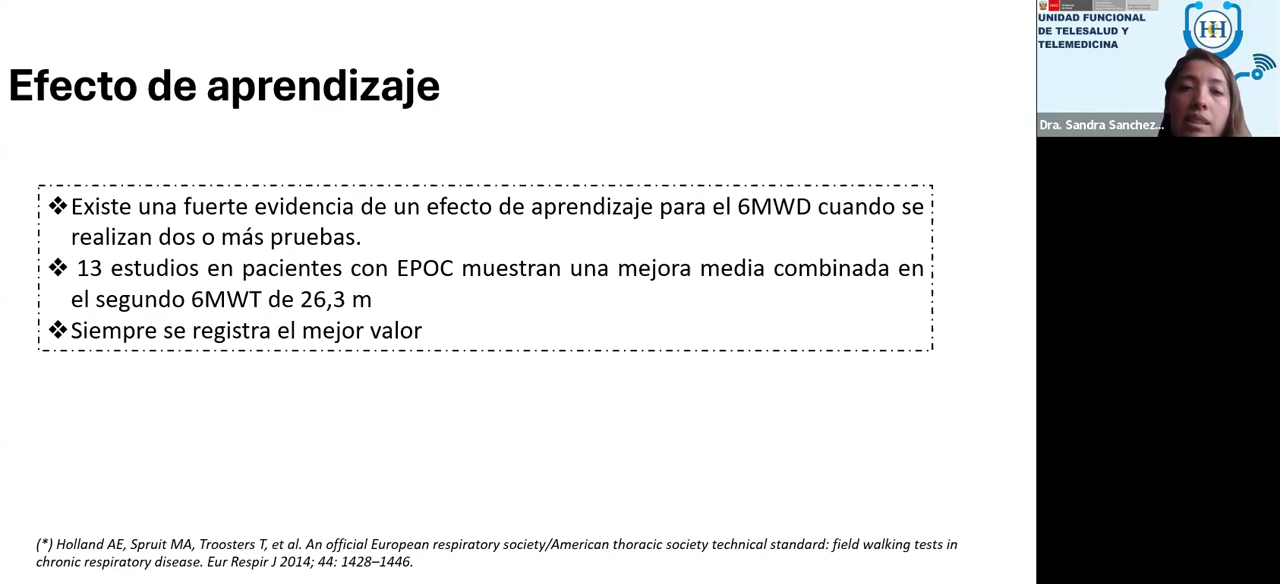 Efecto de aprendizaje
❖Existe una fuerte evidencia de un efecto de aprendizaje para el 6MWD cuando se
realizan dos o más pruebas.
❖ 13 estudios en pacientes con EPOC muestran una mejora media combinada en
el segundo 6MWT de 26,3 m
❖Siempre se registra el mejor valor
(*) Holland AE, Spruit MA, Troosters T, et al. An official European respiratory society/American thoracic society technical standard: field walking tests in
chronic respiratory disease. Eur Respir J 2014; 44: 1428–1446.
UNIDAD FUNCIONAL
DE TELESALUD Y
TELEMEDICINA
Dra. Sandra Sanchez...